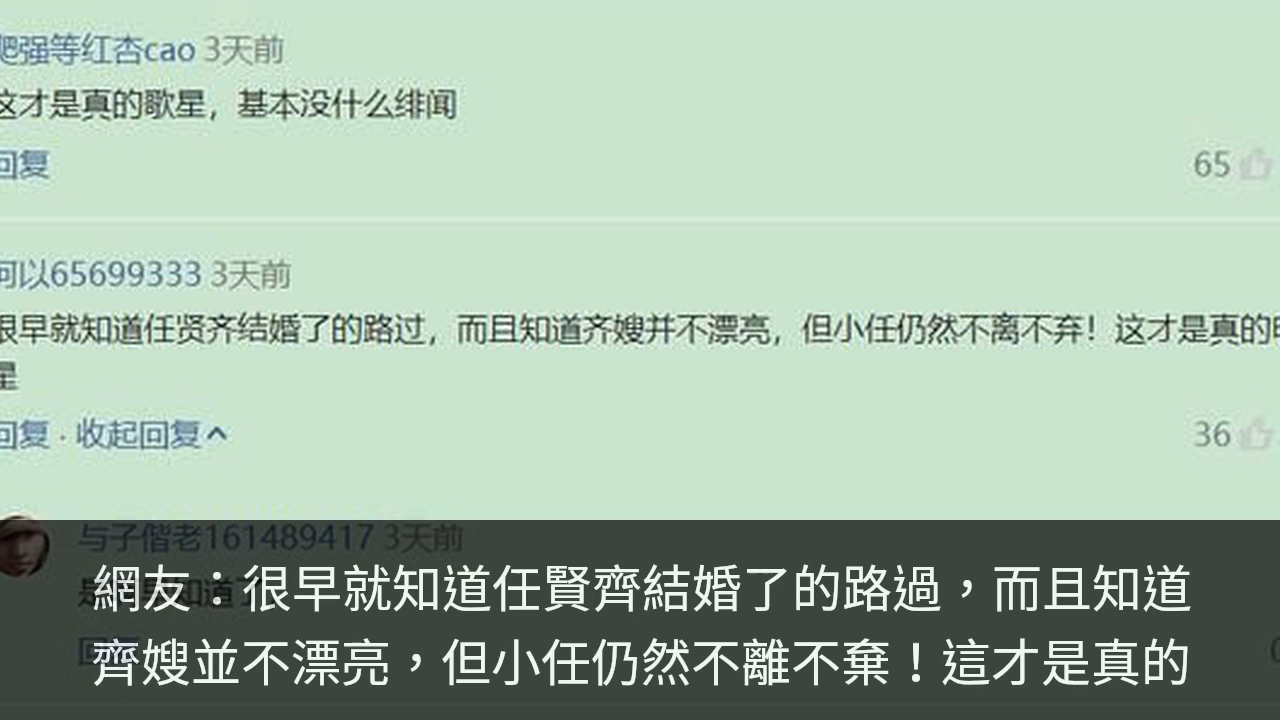 爬强等红杏cao 3天前
这才是真的歌星，基本没什么绯闻
回复
65
可以65699333 3天前
很早就知道任贤齐结婚了的路过，而且知道齐嫂并不漂亮，但小任仍然不离不弃！这才是真的
星
回复 · 收起回复
36
与子偕老161489417 3天前
網友：很早就知道任賢齊結婚了的路過，而且知道
齊嫂並不漂亮，但小任仍然不離不棄！這才是真的